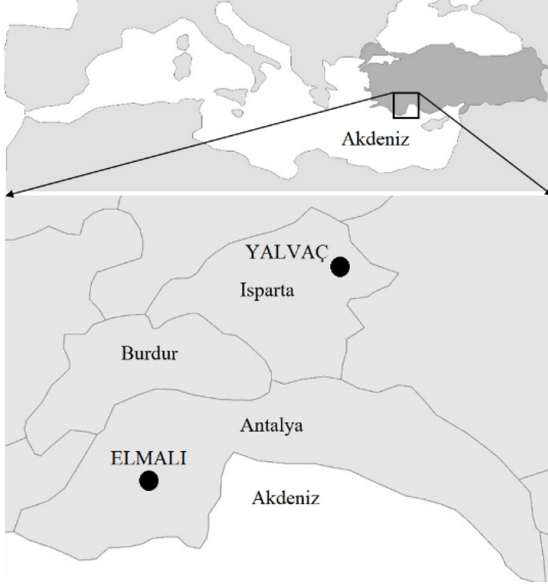 Akdeniz
YALVAÇ
Isparta
Burdur
Antalya
ELMALI
Akdeniz